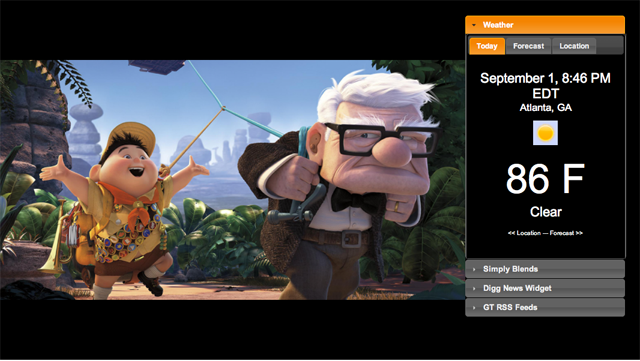 Weather
Today Forecast Location
September 1, 8:46 PM
EDT
Atlanta, GA
86 F
Clear
<< Location --- Forecast >>
Simply Blends
Digg News Widget
GT RSS Feeds